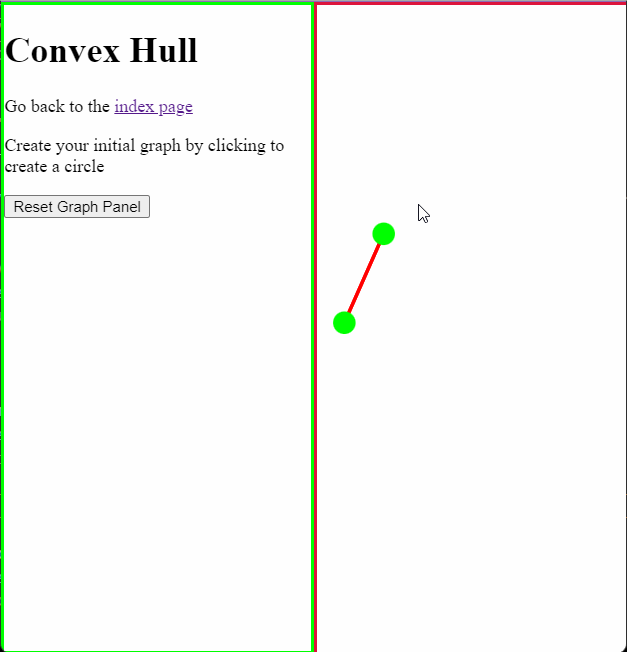 Convex Hull
Go back to the index page
Create your initial graph by clicking to
create a circle
Reset Graph Panel